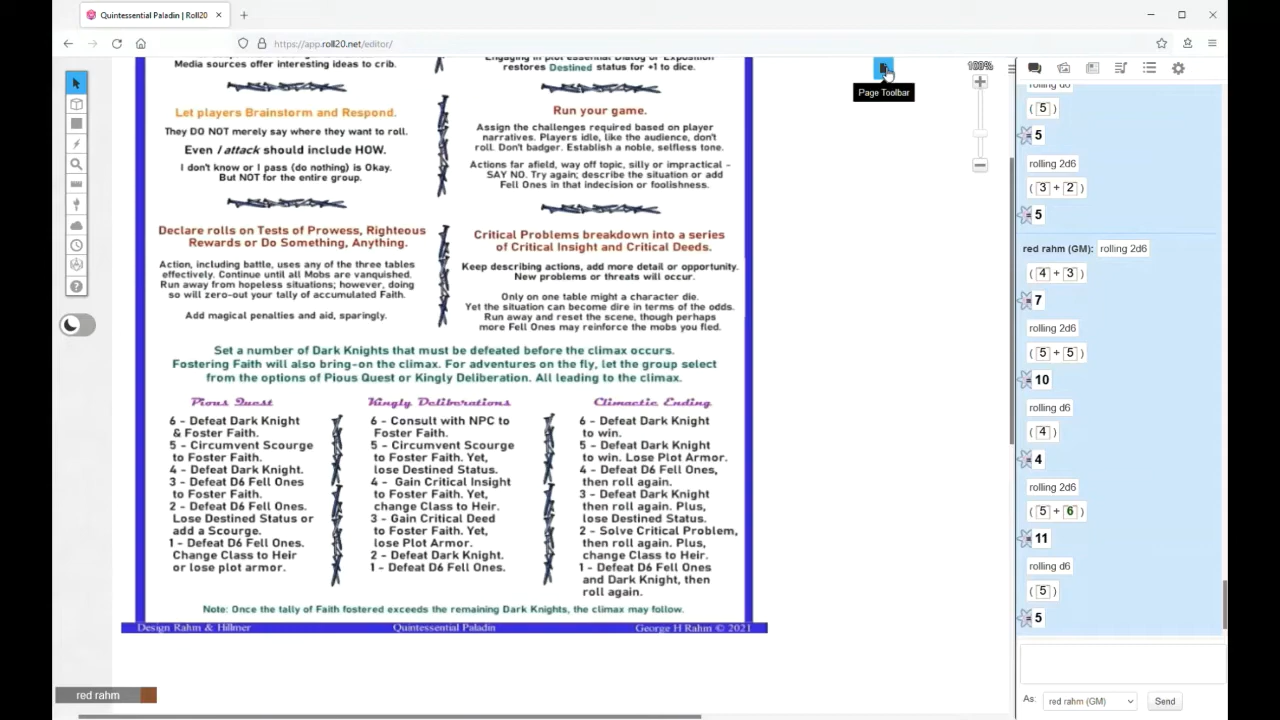 Quintessential Paladin | Roll20
https://app.roll20.net/editor/
Media sources offer interesting ideas to crib.
Engaging in plot essential Dialog or Exposition
restores Destined status for +1 to dice.
100%
Page Toolbar
Let players Brainstorm and Respond.
They DO NOT merely say where they want to roll.
Even I attack should include HOW.
I don't know or I pass (do nothing) is Okay.
But NOT for the entire group.
Run your game.
Assign the challenges required based on player
narratives. Players idle, like the audience, don't
roll. Don't badger. Establish a noble, selfless tone.
Actions far afield, way off topic, silly or impractical -
SAY NO. Try again; describe the situation or add
Fell Ones in that indecision or foolishness.
Declare rolls on Tests of Prowess, Righteous
Rewards or Do Something, Anything.
Action, including battle, uses any of the three tables
effectively. Continue until all Mobs are vanquished.
Run away from hopeless situations; however, doing
so will zero-out your tally of accumulated Faith.
Add magical penalties and aid, sparingly.
Critical Problems breakdown into a series
of Critical Insight and Critical Deeds.
Keep describing actions, add more detail or opportunity.
New problems or threats will occur.
Only on one table might a character die.
Yet the situation can become dire in terms of the odds.
Run away and reset the scene, though perhaps
more Fell Ones may reinforce the mobs you fled.
Set a number of Dark Knights that must be defeated before the climax occurs.
Fostering Faith will also bring-on the climax. For adventures on the fly, let the group select
from the options of Pious Quest or Kingly Deliberation. All leading to the climax.
Pious Quest
6 - Defeat Dark Knight
& Foster Faith.
5 - Circumvent Scourge
to Foster Faith.
4 - Defeat Dark Knight.
3 - Defeat D6 Fell Ones
to Foster Faith.
2 - Defeat D6 Fell Ones.
Lose Destined Status or
add a Scourge.
1 - Defeat D6 Fell Ones.
Change Class to Heir
or lose plot armor.
Kingly Deliberations
6 - Consult with NPC to
Foster Faith.
5 - Circumvent Scourge
to Foster Faith. Yet,
lose Destined Status.
4 - Gain Critical Insight
to Foster Faith. Yet,
change Class to Heir.
3 - Gain Critical Deed
to Foster Faith. Yet,
lose Plot Armor.
2 - Defeat Dark Knight.
1 - Defeat D6 Fell Ones.
Climactic Ending
6 - Defeat Dark Knight
to win.
5 - Defeat Dark Knight
to win. Lose Plot Armor.
4 - Defeat D6 Fell Ones,
then roll again.
3 - Defeat Dark Knight
then roll again. Plus,
lose Destined Status.
2 - Solve Critical Problem,
then roll again. Plus,
change Class to Heir.
1 - Defeat D6 Fell Ones
and Dark Knight, then
roll again.
Note: Once the tally of Faith fostered exceeds the remaining Dark Knights, the climax may follow.
Design Rahm & Hillmer
Quintessential Paladin
George H Rahm © 2021
red rahm
rolling d6
(5)
=5
rolling 2d6
(3+2)
=5
red rahm (GM): rolling 2d6
(4+3)
=7
rolling 2d6
(5+5)
=10
rolling d6
(4)
=4
rolling 2d6
(5+6)
=11
rolling d6
(5)
=5
As: red rahm (GM) Send